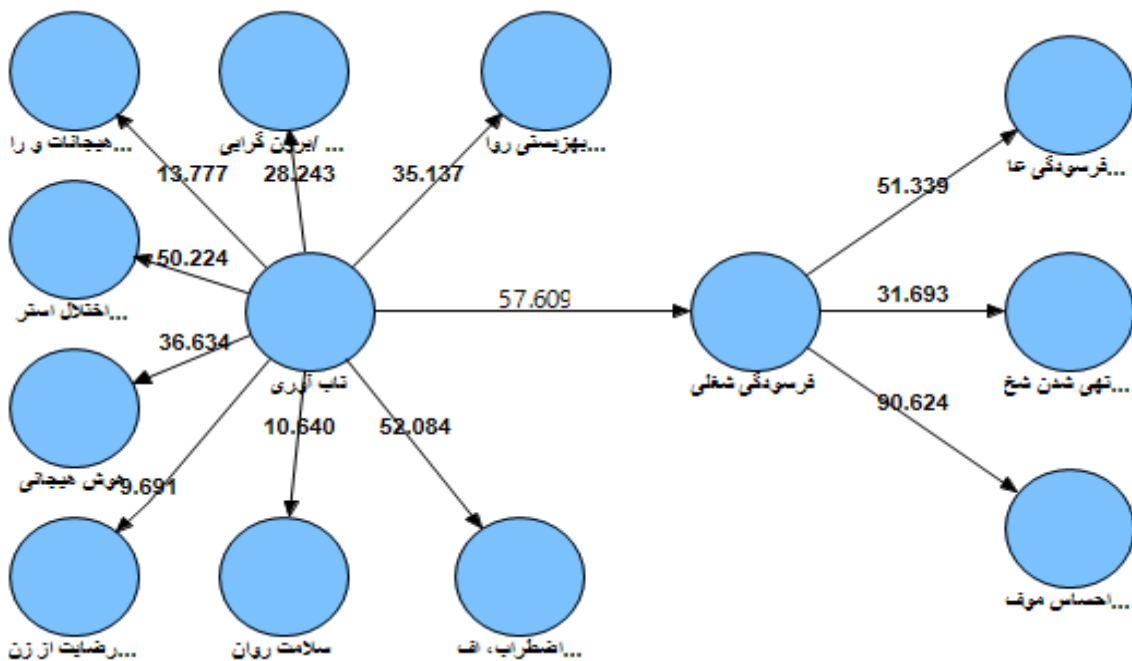 هیجانات و را...
برون گرایی/ ...
بهزیستی روا...
فرسودگی عا...
13.777
28.243
35.137
51.339
50.224
اختلال استر...
57.609
31.693
36.634
تاب آوری
فرسودگی شغلی
تهی شدن شخ...
10.640
52.084
90.624
هوش هیجانی
9.691
احساس موف...
رضایت از زن...
سلامت روان
اضطراب، اف...